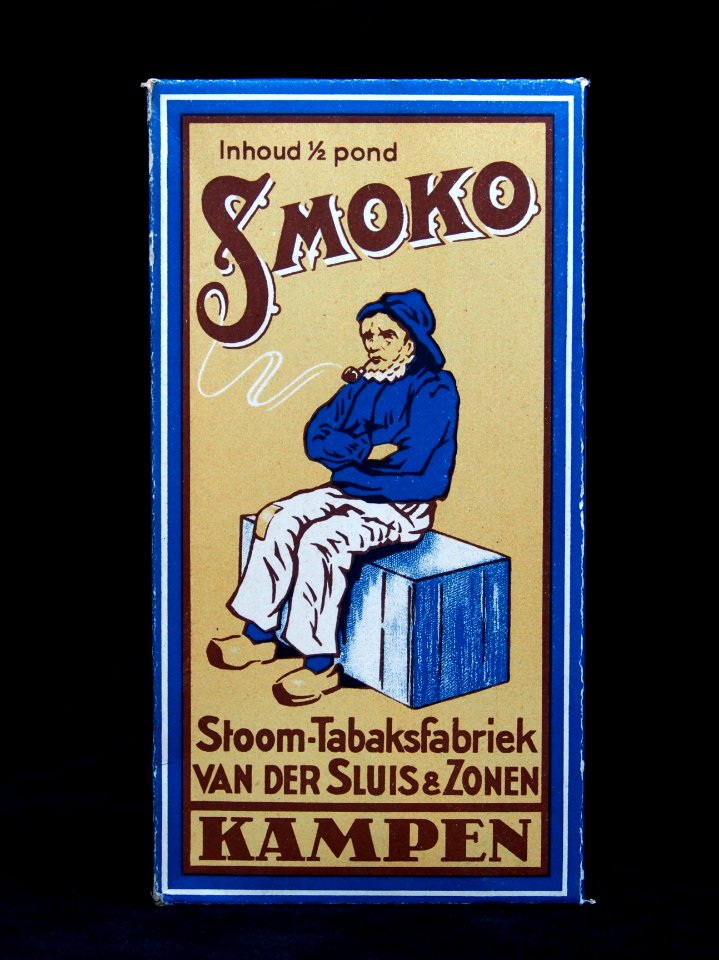 Inhoud ½ pond
SMOKO
Stoom-Tabaksfabriek
VAN DER SLUIS & ZONEN
KAMPEN